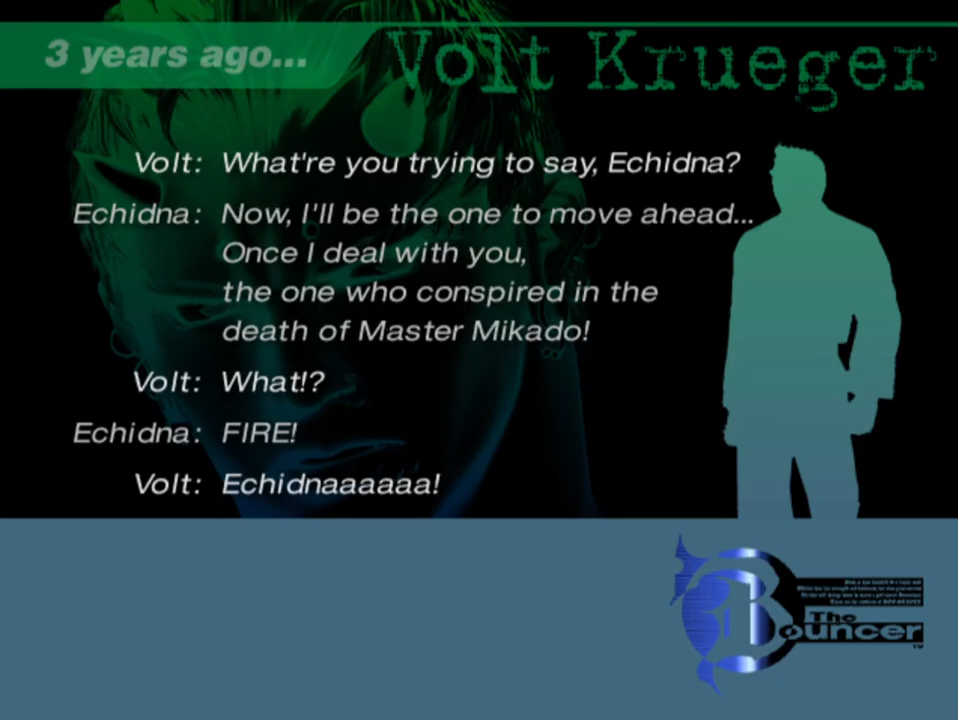 3 years ago...
Volt Krueger
Volt: What're you trying to say, Echidna?
Echidna: Now, I'll be the one to move ahead...
Once I deal with you,
the one who conspired in the
death of Master Mikado!
Volt: What!?
Echidna: FIRE!
Volt: Echidnaaaaaa!
The
Bouncer
TM